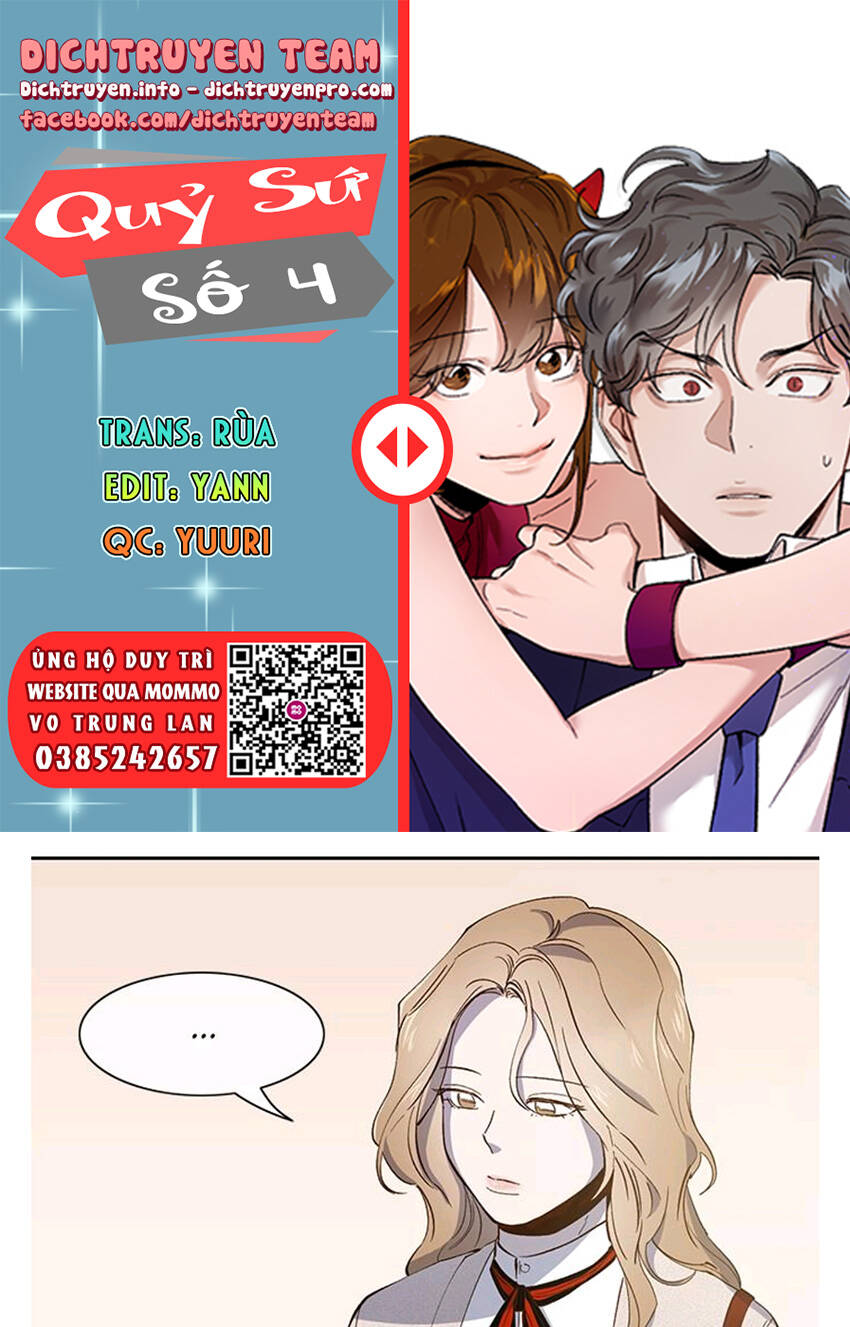 DICHTRUYEN TEAM
Dichtruyen.info - dichtruyenpro.com
facebook.com/dichtruyenteam
Quỷ Sứ
Số 4
TRANS: RÙA
EDIT: YANN
QC: YUURI
ỦNG HỘ DUY TRÌ
WEBSITE QUA MOMMO
VO TRUNG LAN
0385242657
...